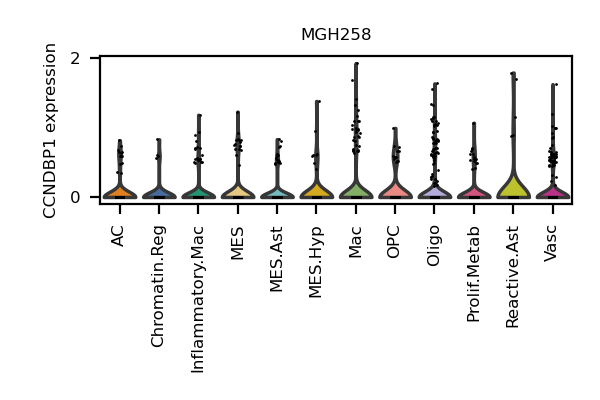 MGH258
CCNDBP1 expression
2
0
AC
Chromatin.Reg
Inflammatory.Mac
MES
MES.Ast
MES.Hyp
Mac
OPC
Oligo
Prolif.Metab
Reactive.Ast
Vasc